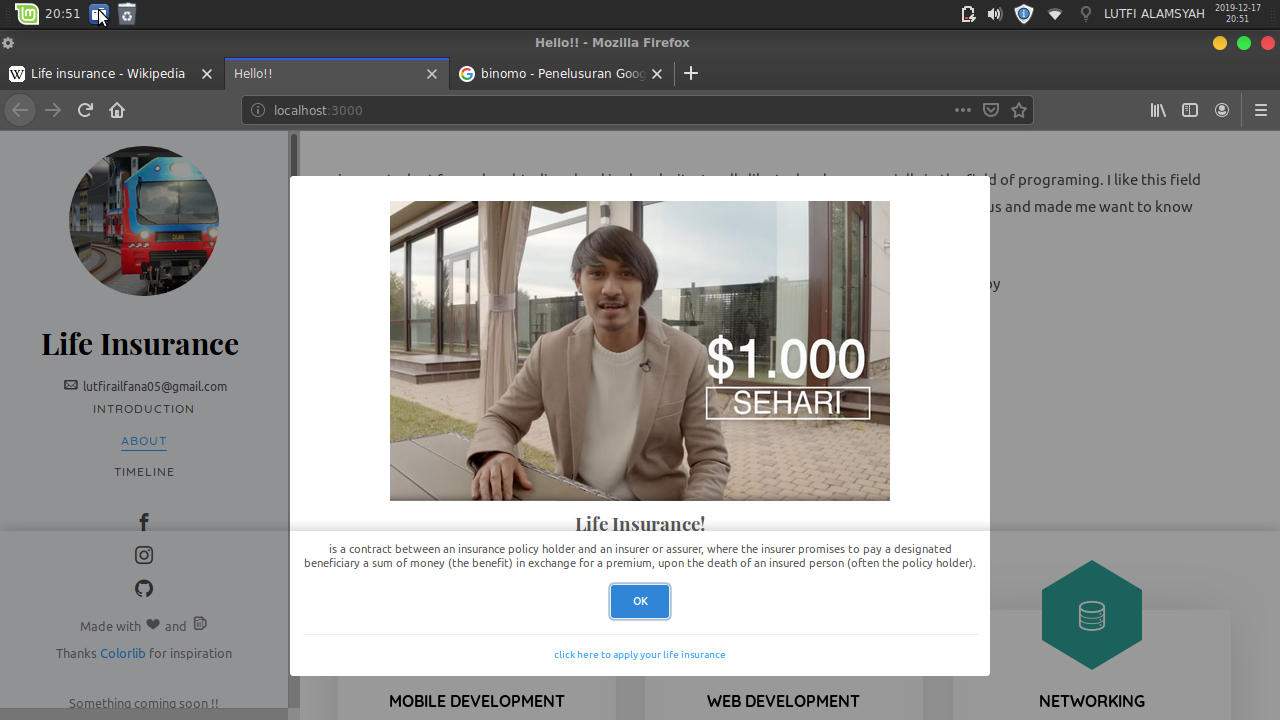 20:51
LUTFI ALAMSYAH
2019-12-17
20:51
Hello!! - Mozilla Firefox
Life insurance - Wikipedia
Hello!!
binomo - Penelusuran Goog
localhost:3000
Life Insurance
lutfirailfana05@gmail.com
INTRODUCTION
ABOUT
TIMELINE
Made with and
Thanks Colorlib for inspiration
Something coming soon !!
of programing. I like this field
us and made me want to know
by
$1.000
SEHARI
Life Insurance!
is a contract between an insurance policy holder and an insurer or assurer, where the insurer promises to pay a designated
beneficiary a sum of money (the benefit) in exchange for a premium, upon the death of an insured person (often the policy holder).
OK
click here to apply your life insurance
MOBILE DEVELOPMENT
WEB DEVELOPMENT
NETWORKING